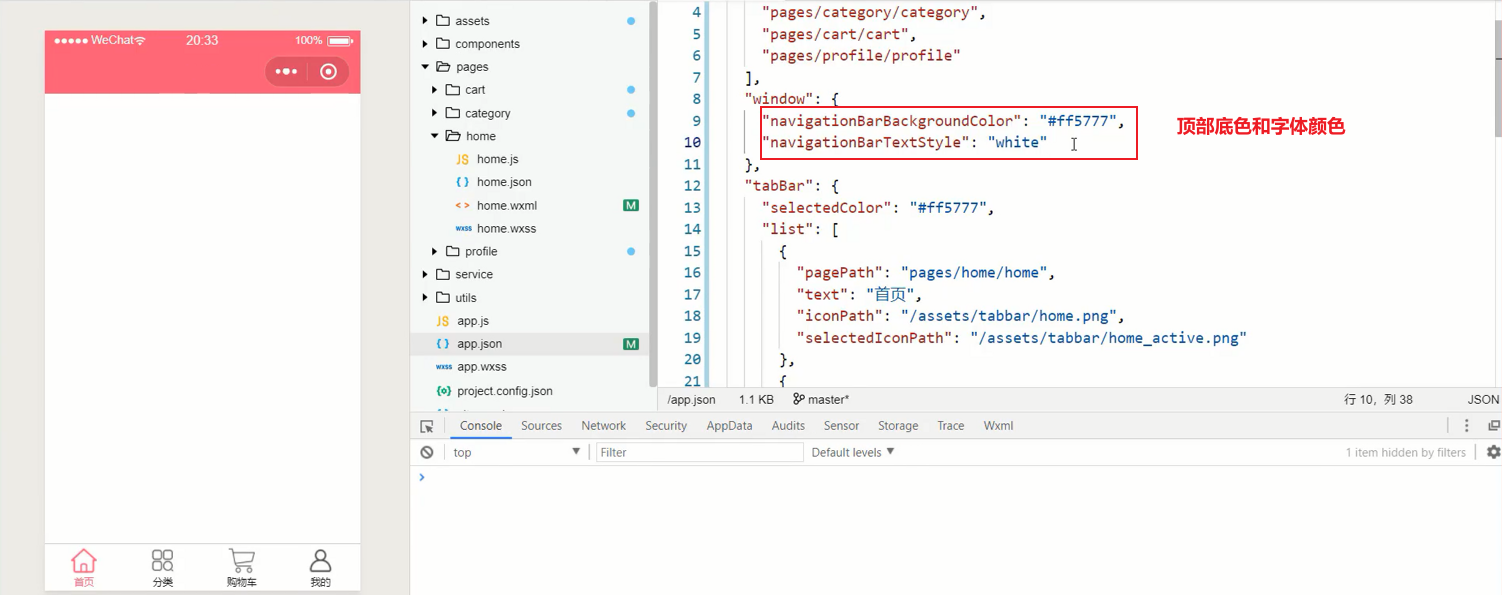 WeChat 20:33 100%
首页 分类 购物车 我的
assets
components
pages
cart
category
home
JS home.js
{ } home.json
< > home.wxml M
wxss home.wxss
profile
service
utils
JS app.js
{ } app.json M
wxss app.wxss
{o} project.config.json
4 "pages/category/category",
5 "pages/cart/cart",
6 "pages/profile/profile"
7 ],
8 "window": {
9 "navigationBarBackgroundColor": "#ff5777",
10 "navigationBarTextStyle": "white"
11 },
12 "tabBar": {
13 "selectedColor": "#ff5777",
14 "list": [
15 {
16 "pagePath": "pages/home/home",
17 "text": "首页",
18 "iconPath": "/assets/tabbar/home.png",
19 "selectedIconPath": "/assets/tabbar/home_active.png"
20 },
21 {
顶部底色和字体颜色
/app.json 1.1 KB master* 行 10，列 38 JSON
Console Sources Network Security AppData Audits Sensor Storage Trace Wxml
top Filter Default levels 1 item hidden by filters